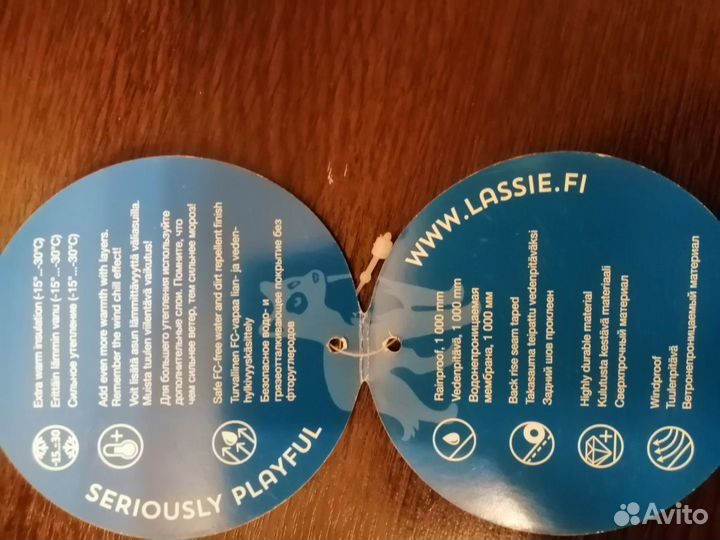 Extra warm insulation (-15°...-30°C)
Erittäin lämmin vanu (-15°...-30°C)
Сильное утепление (-15°...-30°C)
-15..-30
Add even more warmth with layers.
Remember the wind chill effect!
Voit lisätä asun lämmittävyyttä väliasuilla.
Muista tuulen viilentävä vaikutus!
Для большего утепления используйте
дополнительные слои. Помните, что
чем сильнее ветер, тем сильнее мороз!
Safe FC-free water and dirt repellent finish
Turvallinen FC-vapaa lian- ja veden-
hylkivyyskäsittely
Безопасное водо- и
грязеотталкивающее покрытие без
фторуглеродов
SERIOUSLY PLAYFUL
WWW.LASSIE.FI
Rainproof, 1 000 mm
Vedenpitävä, 1 000 mm
Водонепроницаемая
мембрана, 1 000 мм
Back rise seam taped
Takasauma teipattu vedenpitäväksi
Задний шов проклеен
Highly durable material
Kulutusta kestävä materiaali
Сверхпрочный материал
Windproof
Tuulenpitävä
Ветронепроницаемый материал
Avito